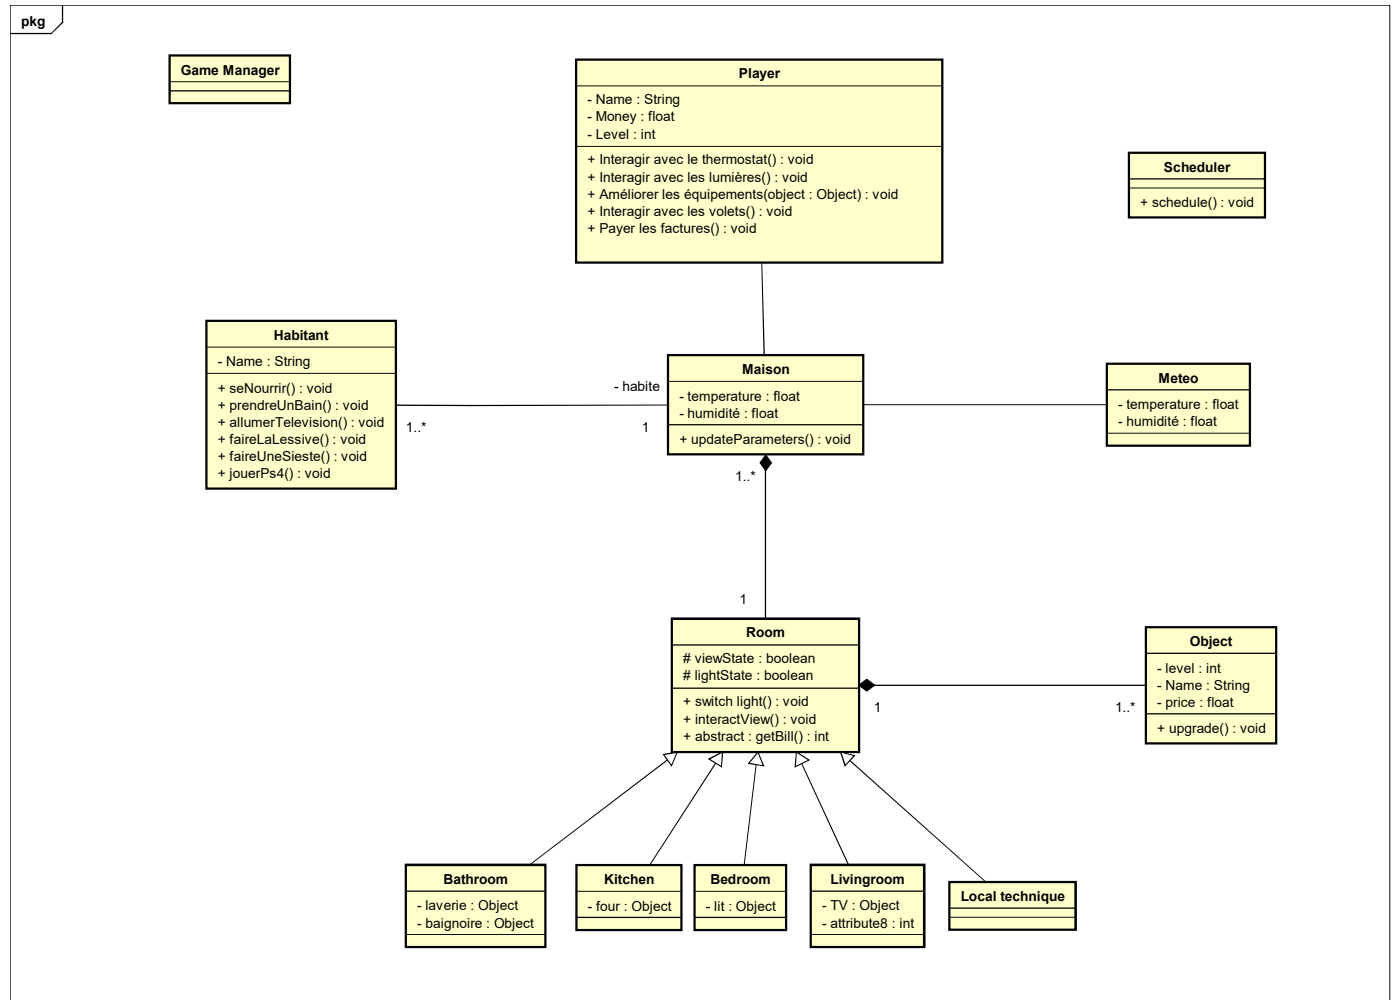 pkg
Game Manager
Player
- Name : String
- Money : float
- Level : int
+ Interagir avec le thermostat() : void
+ Interagir avec les lumières() : void
+ Améliorer les équipements(object : Object) : void
+ Interagir avec les volets() : void
+ Payer les factures() : void
Scheduler
+ schedule() : void
Habitant
- Name : String
+ seNourrir() : void
+ prendreUnBain() : void
+ allumerTelevision() : void
+ faireLaLessive() : void
+ faireUneSieste() : void
+ jouerPs4() : void
1..*
- habite
1
Maison
- temperature : float
- humidité : float
+ updateParameters() : void
Meteo
- temperature : float
- humidité : float
1..*
1
Room
# viewState : boolean
# lightState : boolean
+ switch light() : void
+ interactView() : void
+ abstract : getBill() : int
1
1..*
Object
- level : int
- Name : String
- price : float
+ upgrade() : void
Bathroom
- laverie : Object
- baignoire : Object
Kitchen
- four : Object
Bedroom
- lit : Object
Livingroom
- TV : Object
- attribute8 : int
Local technique